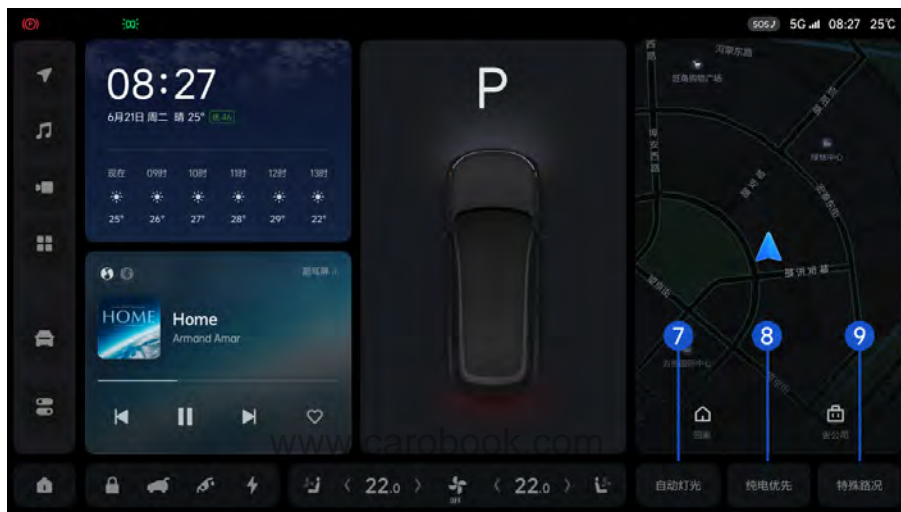 (P)
SOS
5G
08:27
25℃
08:27
6月21日 周二 晴 25° 优 46
现在 09时 10时 11时 12时 13时
25° 26° 27° 28° 29° 22°
HOME
Home
Armand Amar
P
7 8 9
回家
去公司
22.0
OFF
22.0
自动灯光
纯电优先
特殊路况
www.carobook.com